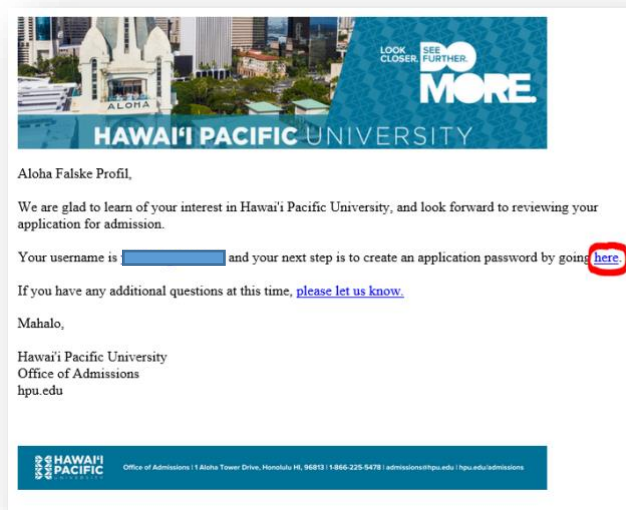 LOOK SEE DO
CLOSER. FURTHER.
MORE.
ALOHA
HAWAI'I PACIFIC UNIVERSITY
Aloha Falske Profil,
We are glad to learn of your interest in Hawai'i Pacific University, and look forward to reviewing your
application for admission.
Your username is and your next step is to create an application password by going here.
If you have any additional questions at this time, please let us know.
Mahalo,
Hawai'i Pacific University
Office of Admissions
hpu.edu
HAWAI'I
PACIFIC
UNIVERSITY
Office of Admissions | 1 Aloha Tower Drive, Honolulu HI, 96813 | 1-866-225-5478 | admissions@hpu.edu | hpu.edu/admissions